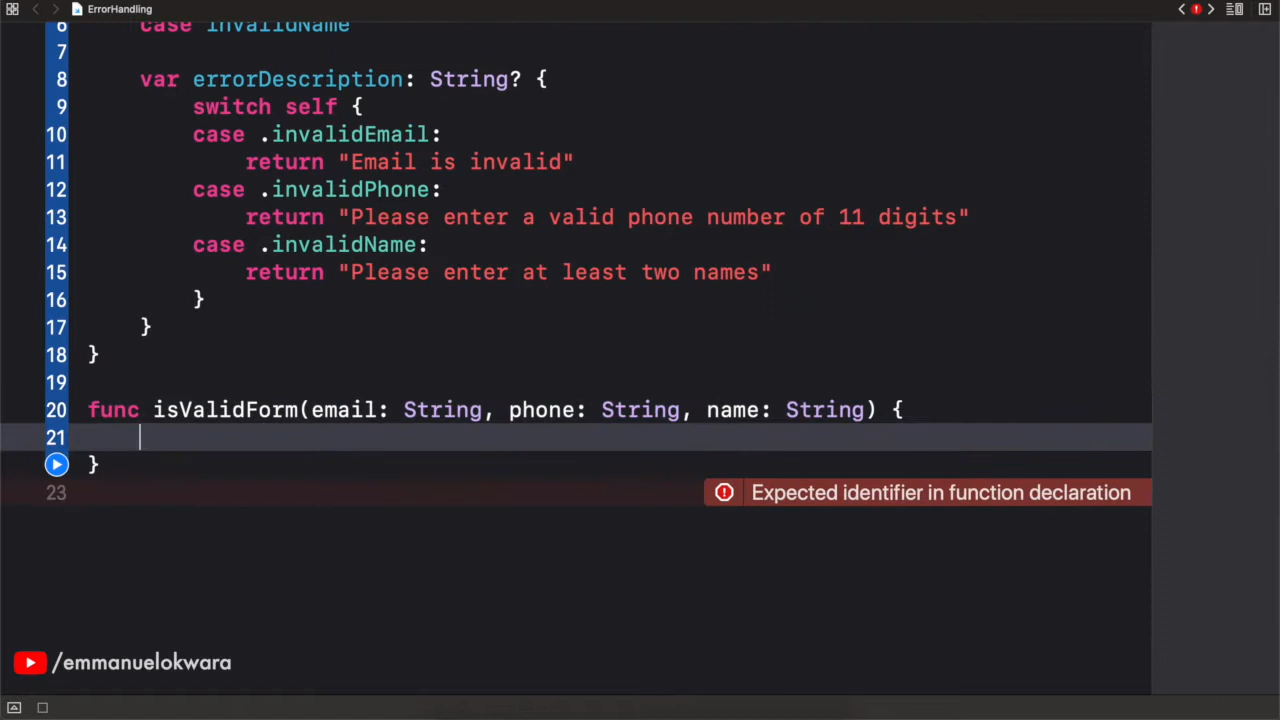 ErrorHandling
6 case invalidName
7
8 var errorDescription: String? {
9 switch self {
10 case .invalidEmail:
11 return "Email is invalid"
12 case .invalidPhone:
13 return "Please enter a valid phone number of 11 digits"
14 case .invalidName:
15 return "Please enter at least two names"
16 }
17 }
18 }
19
20 func isValidForm(email: String, phone: String, name: String) {
21
}
23 Expected identifier in function declaration
/emmanuelokwara